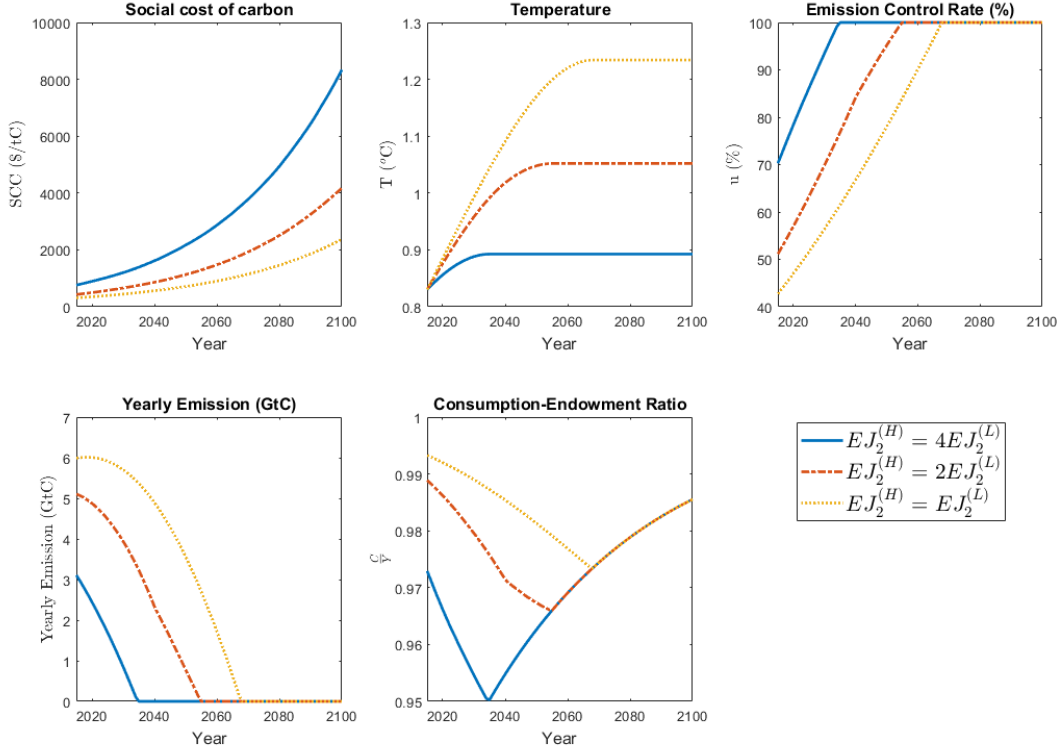 Social cost of carbon
10000
8000
6000
4000
2000
0
SCC ($/tC)
2020 2040 2060 2080 2100
Year
Temperature
1.3
1.2
1.1
1
0.9
0.8
T (°C)
2020 2040 2060 2080 2100
Year
Emission Control Rate (%)
100
90
80
70
60
50
40
u (%)
2020 2040 2060 2080 2100
Year
Yearly Emission (GtC)
7
6
5
4
3
2
1
0
Yearly Emission (GtC)
2020 2040 2060 2080 2100
Year
Consumption-Endowment Ratio
1
0.99
0.98
0.97
0.96
0.95
C/Y
2020 2040 2060 2080 2100
Year
EJ₂⁽ᴴ⁾ = 4EJ₂⁽ᴸ⁾
EJ₂⁽ᴴ⁾ = 2EJ₂⁽ᴸ⁾
EJ₂⁽ᴴ⁾ = EJ₂⁽ᴸ⁾